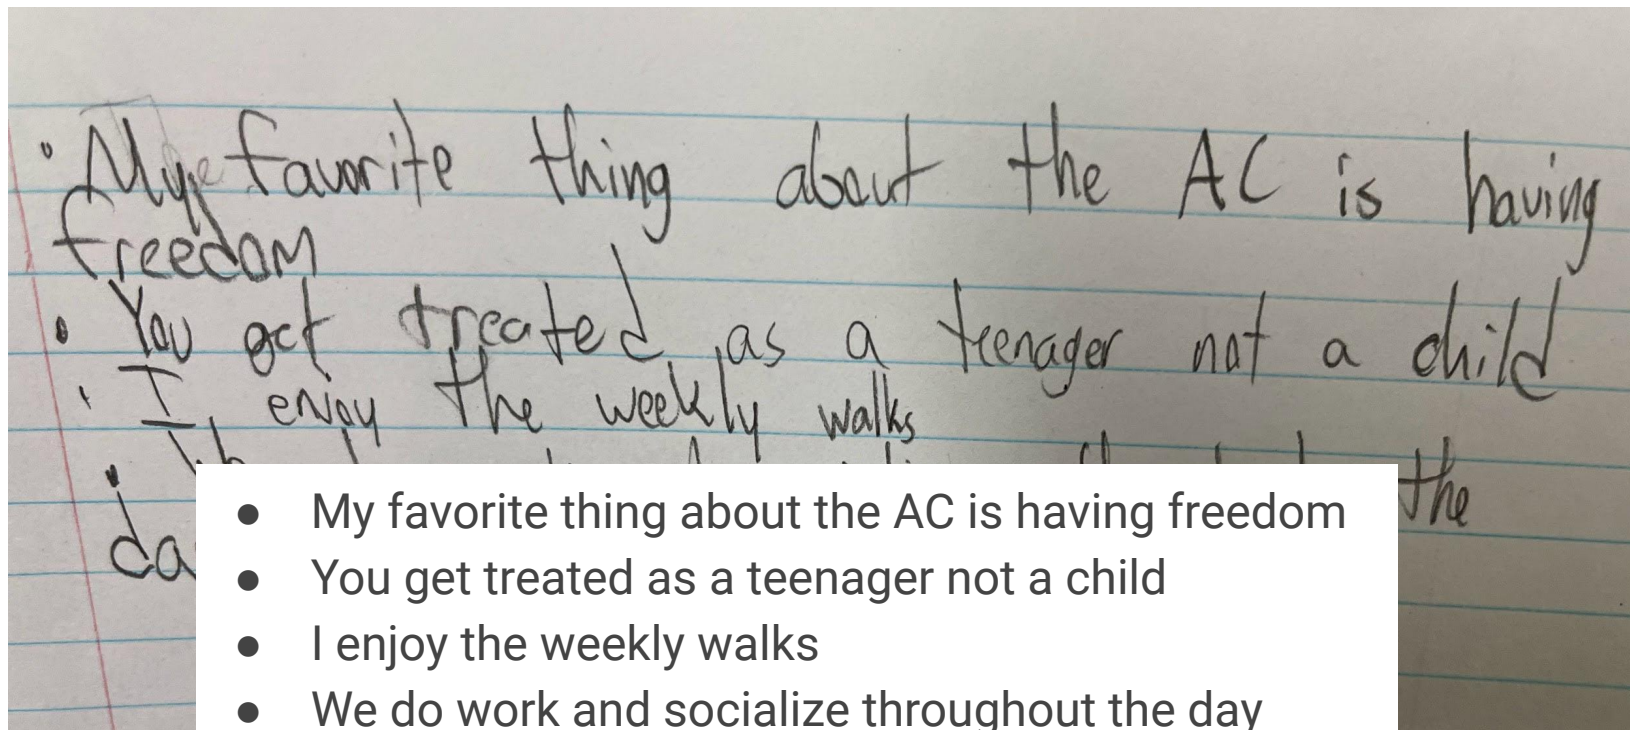 • My favorite thing about the AC is having
freedom
• You get treated as a teenager not a child
• I enjoy the weekly walks
• the
da
• My favorite thing about the AC is having freedom
• You get treated as a teenager not a child
• I enjoy the weekly walks
• We do work and socialize throughout the day